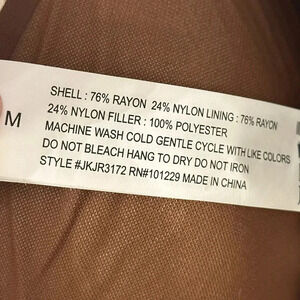 SHELL : 76% RAYON 24% NYLON LINING : 76% RAYON
24% NYLON FILLER : 100% POLYESTER
M
MACHINE WASH COLD GENTLE CYCLE WITH LIKE COLORS
DO NOT BLEACH HANG TO DRY DO NOT IRON
STYLE #JKJR3172 RN#101229 MADE IN CHINA